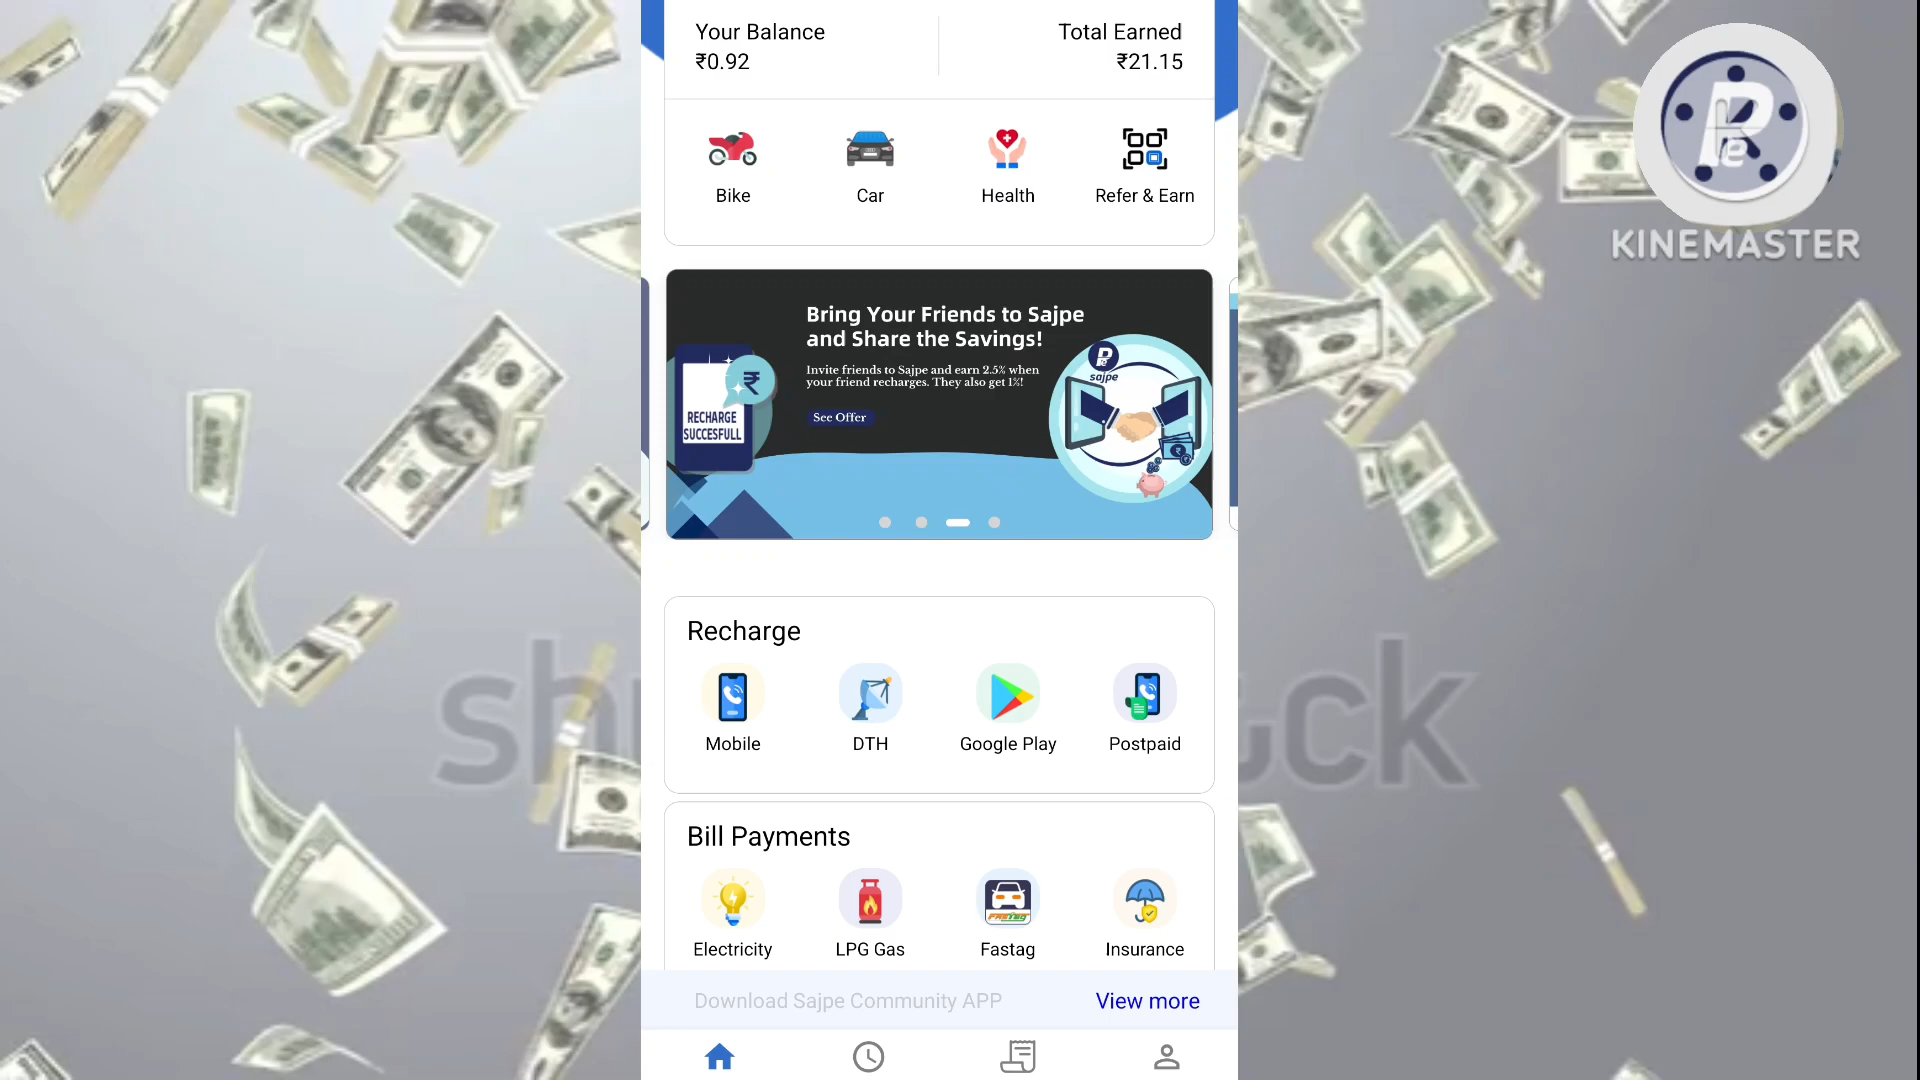 Your Balance
Total Earned
₹0.92
₹21.15
Bike
Car
Health
Refer & Earn
KINEMASTER
Bring Your Friends to Sajpe
and Share the Savings!
Invite friends to Sajpe and earn 2.5% when
your friend recharges. They also get 1%!
See Offer
sajpe
RECHARGE
SUCCESFULL
Recharge
Mobile
DTH
Google Play
Postpaid
Bill Payments
Electricity
LPG Gas
Fastag
Insurance
Download Sajpe Community APP
View more